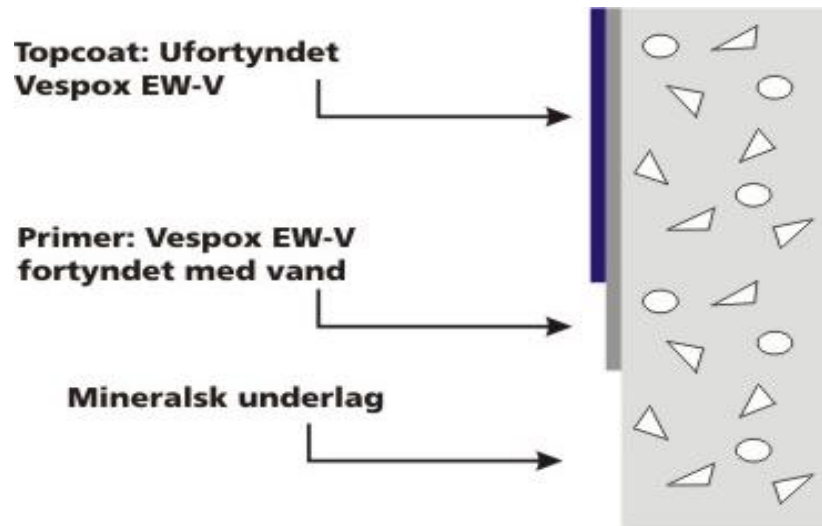 Topcoat: Ufortyndet
Vespox EW-V
Primer: Vespox EW-V
fortyndet med vand
Mineralsk underlag